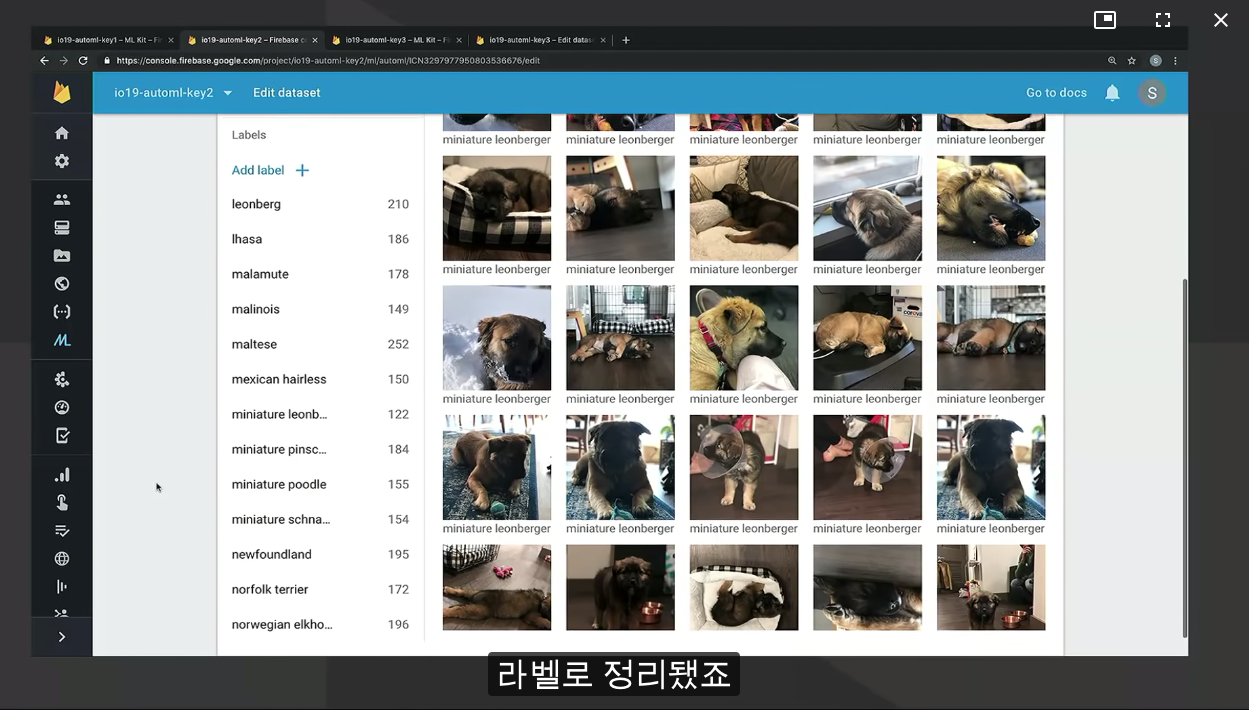 io19-automl-key1 – ML Kit – Fi
io19-automl-key2 – Firebase c
io19-automl-key3 – ML Kit – Fi
io19-automl-key3 – Edit datas
https://console.firebase.google.com/project/io19-automl-key2/ml/automl/ICN3297977950803536676/edit
S
io19-automl-key2
Edit dataset
Go to docs
S
Labels
Add label
leonberg 210
lhasa 186
malamute 178
malinois 149
maltese 252
mexican hairless 150
miniature leonb... 122
miniature pinsc... 184
miniature poodle 155
miniature schna... 154
newfoundland 195
norfolk terrier 172
norwegian elkho... 196
miniature leonberger miniature leonberger miniature leonberger miniature leonberger miniature leonberger
miniature leonberger miniature leonberger miniature leonberger miniature leonberger miniature leonberger
miniature leonberger miniature leonberger miniature leonberger miniature leonberger miniature leonberger
miniature leonberger miniature leonberger miniature leonberger miniature leonberger miniature leonberger
라벨로 정리됐죠